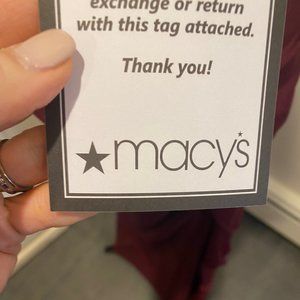 exchange or return
with this tag attached.
Thank you!
macy's